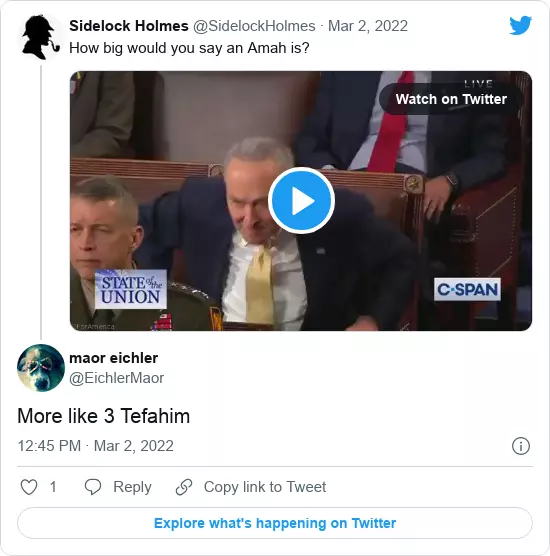 Sidelock Holmes @SidelockHolmes · Mar 2, 2022
How big would you say an Amah is?
LIVE
Watch on Twitter
STATE of the
UNION
C-SPAN
ForAmerica
maor eichler
@EichlerMaor
More like 3 Tefahim
12:45 PM · Mar 2, 2022
1 Reply Copy link to Tweet
Explore what's happening on Twitter